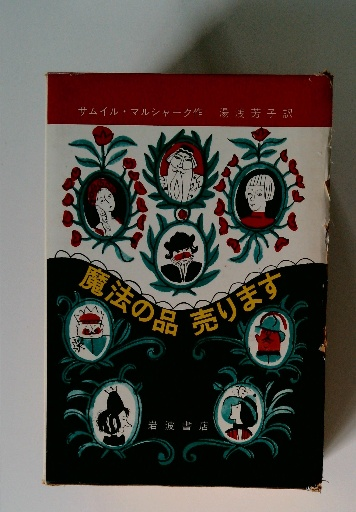 サムイル・マルシャーク作　湯浅芳子訳
魔法の品 売ります
岩波書店